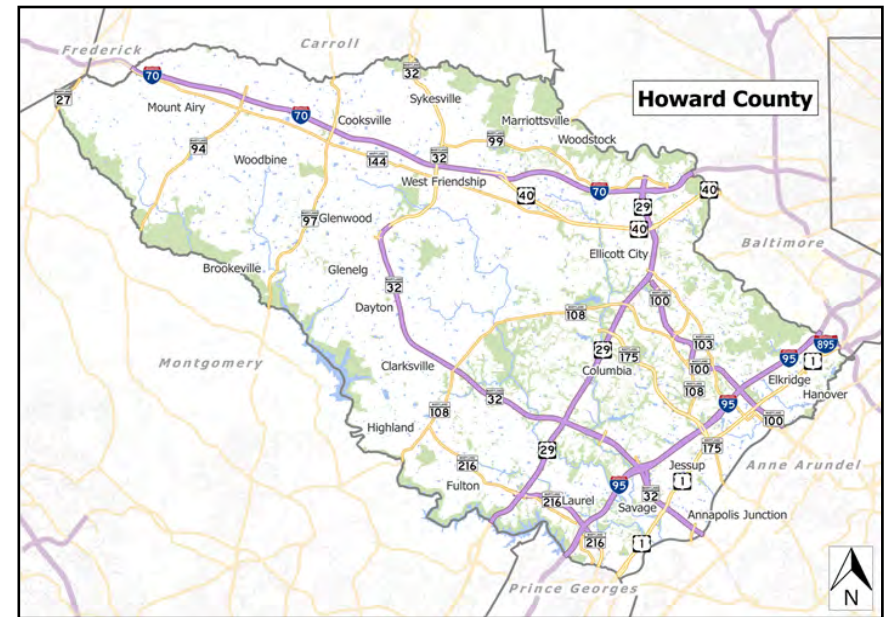 Frederick
Carroll
Howard County
70
32
27
Mount Airy
Sykesville
70
Cooksville
Marriottsville
94
99
Woodstock
Woodbine
144
32
West Friendship
40
70
40
29
97
Glenwood
40
Baltimore
Ellicott City
Brookeville
Glenelg
32
100
Dayton
108
103
895
29
175
95
1
Montgomery
Clarksville
Columbia
100
Elkridge
32
108
95
Hanover
108
100
Highland
29
175
216
Jessup
Anne Arundel
Fulton
95
1
216
Laurel
Savage
32
Annapolis Junction
216
1
Prince Georges
N